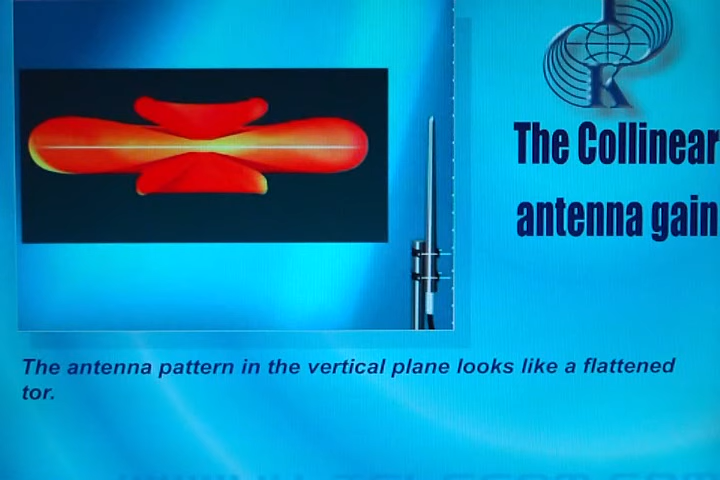 K
The Collinear
antenna gain
The antenna pattern in the vertical plane looks like a flattened
tor.